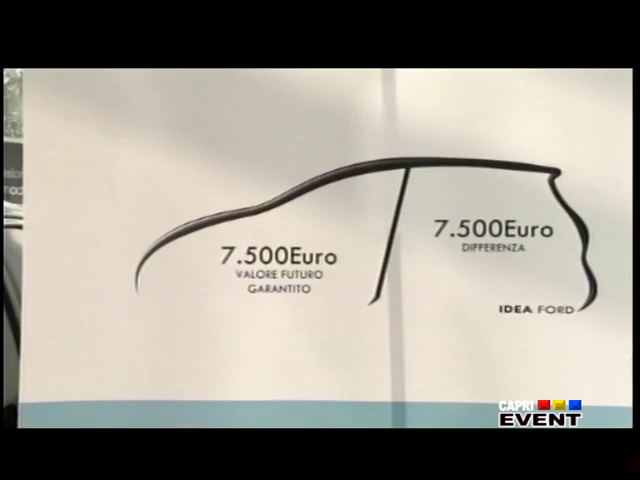 7.500Euro
VALORE FUTURO
GARANTITO
7.500Euro
DIFFERENZA
IDEA FORD
CAPRI
EVENT